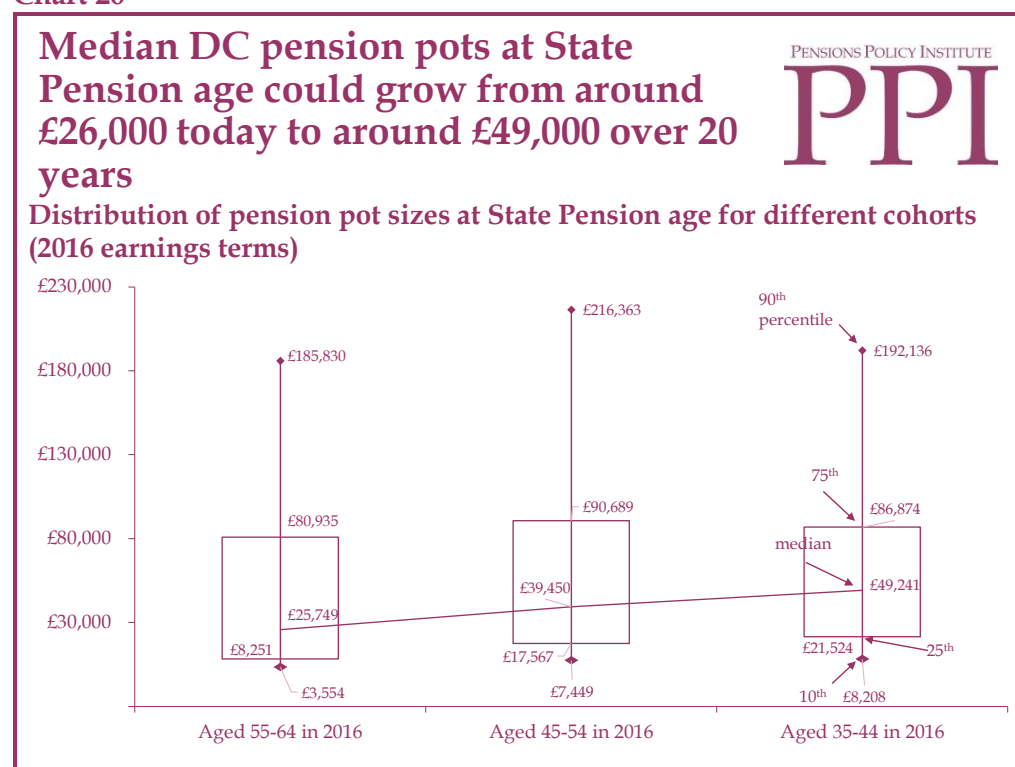 Median DC pension pots at State
Pension age could grow from around
£26,000 today to around £49,000 over 20
years
PENSIONS POLICY INSTITUTE
PPI
Distribution of pension pot sizes at State Pension age for different cohorts
(2016 earnings terms)
£230,000
£180,000
£130,000
£80,000
£30,000
£185,830
£80,935
£25,749
£8,251
£3,554
£216,363
£90,689
£39,450
£17,567
£7,449
90th
percentile
£192,136
75th
£86,874
median
£49,241
£21,524
25th
10th
£8,208
Aged 55-64 in 2016
Aged 45-54 in 2016
Aged 35-44 in 2016